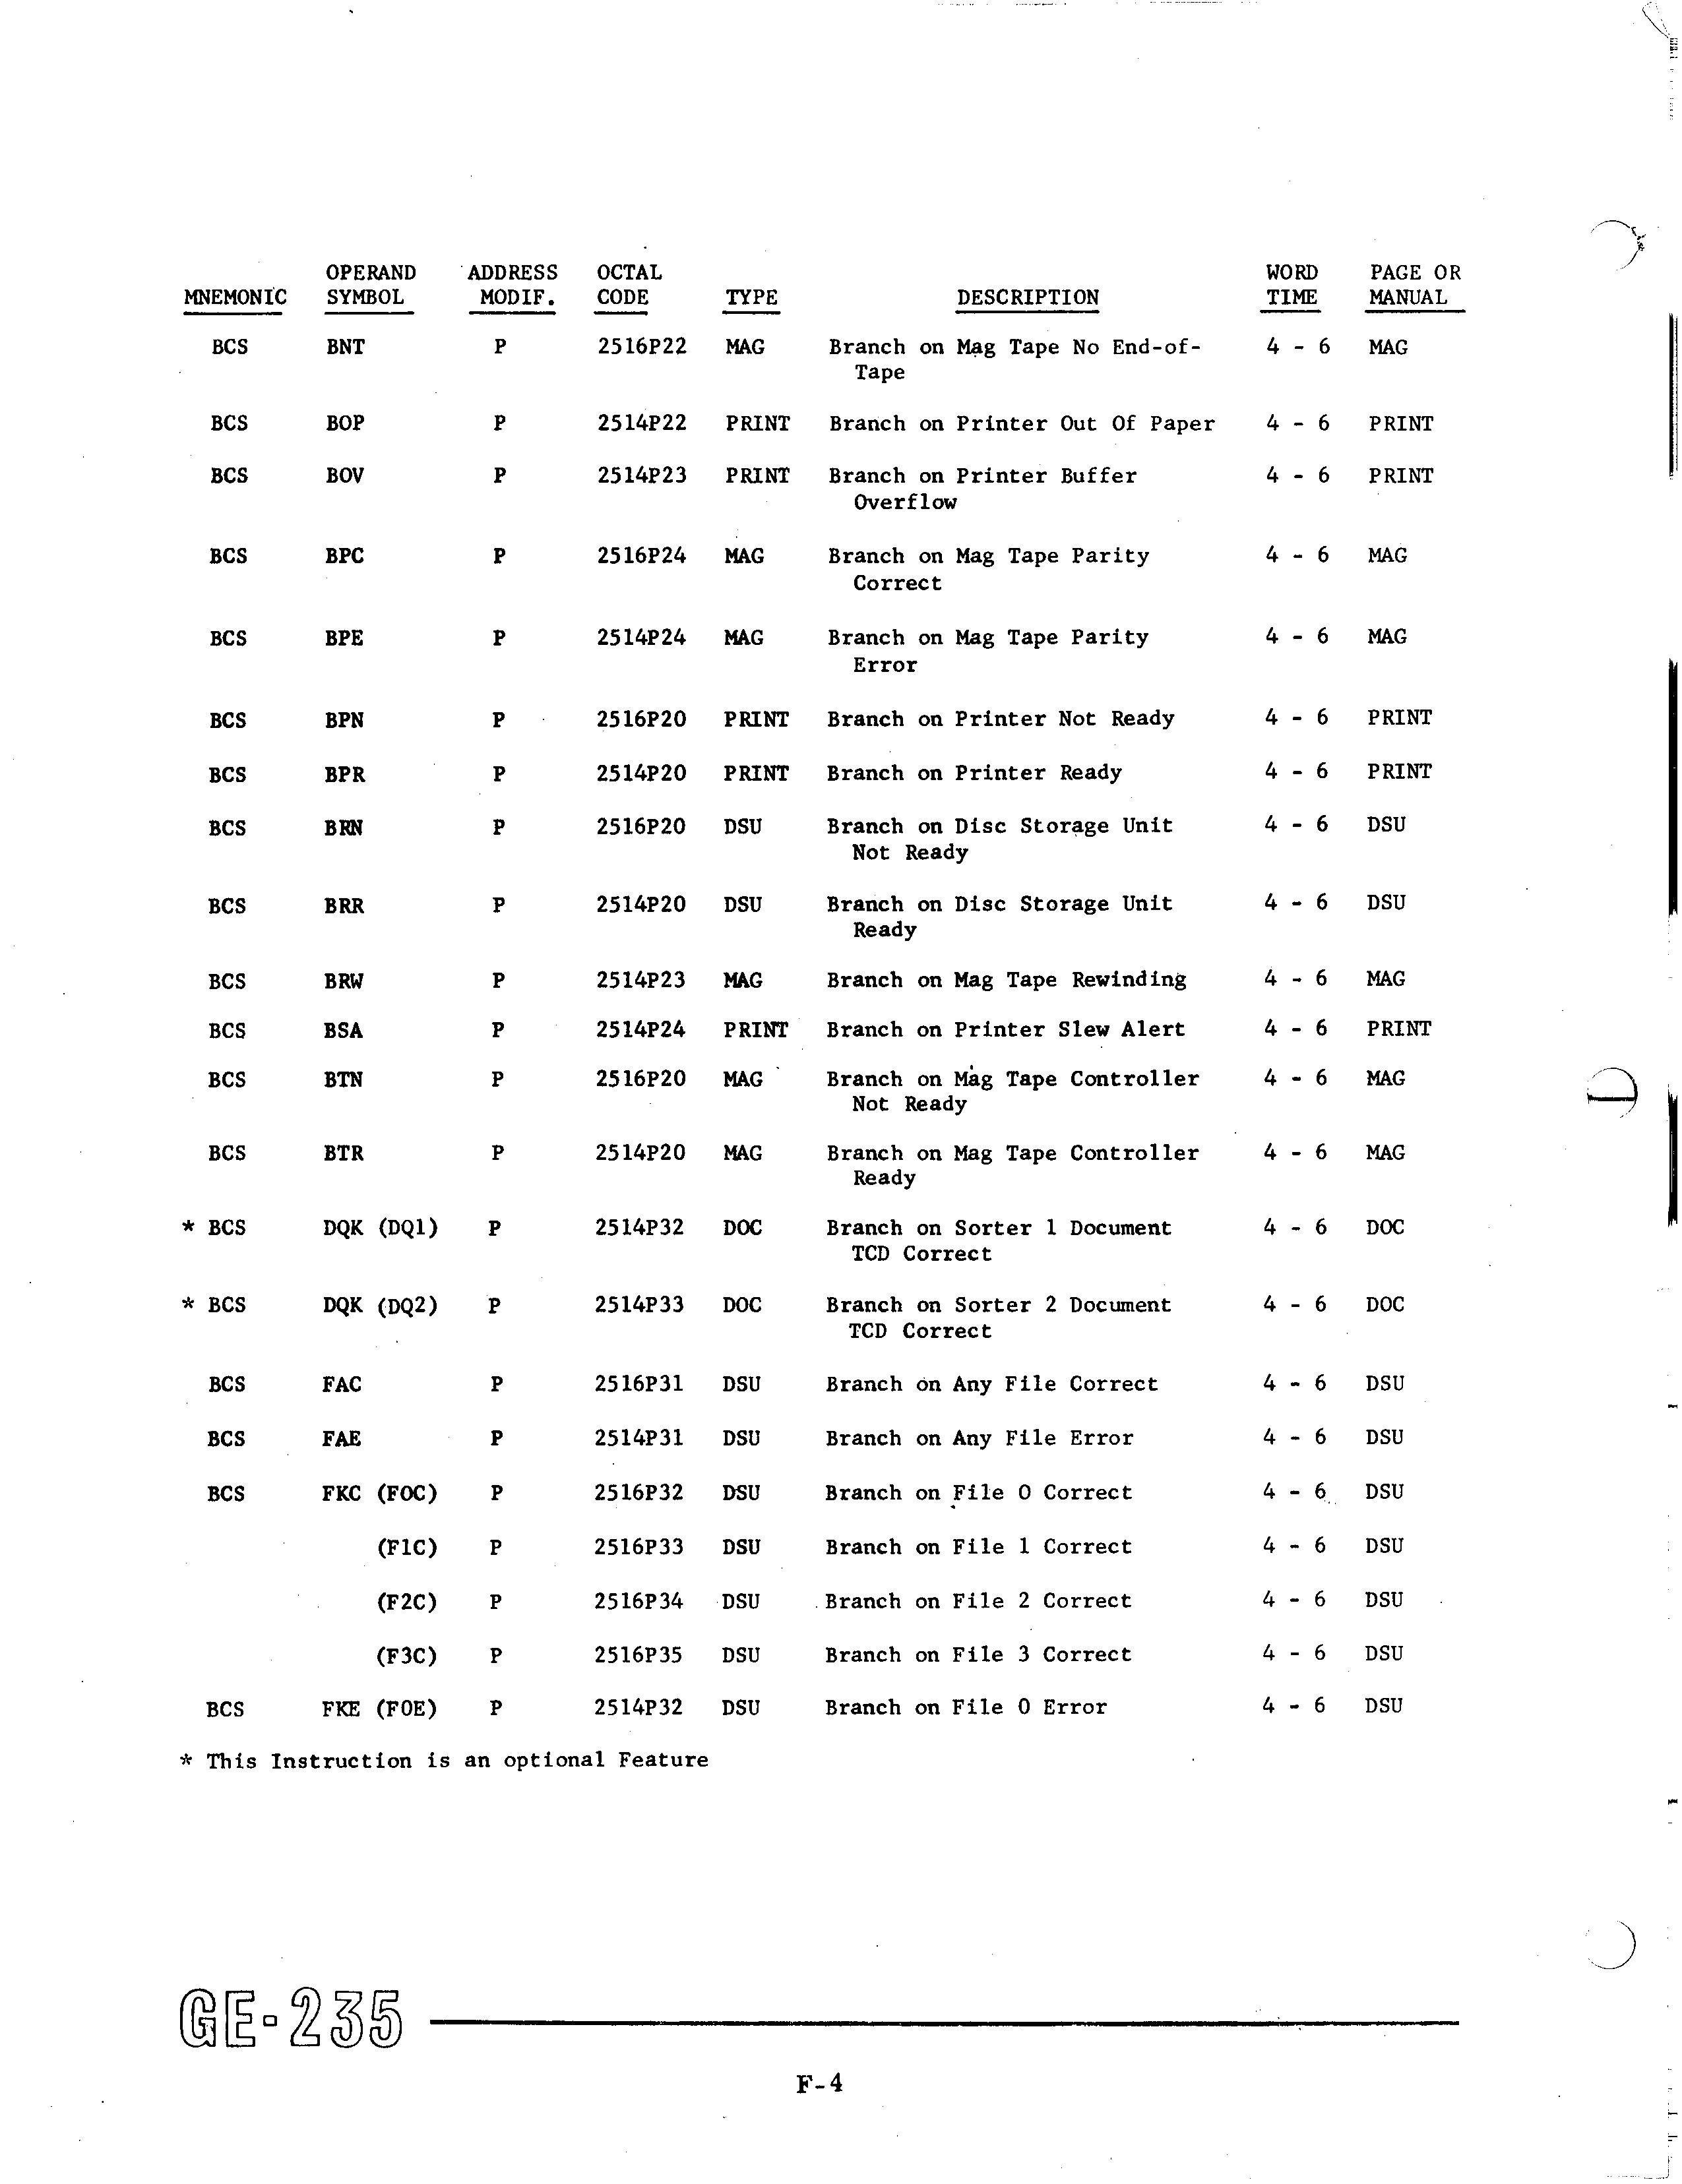 OPERAND ADDRESS OCTAL WORD PAGE OR
MNEMONIC SYMBOL MODIF. CODE TYPE DESCRIPTION TIME MANUAL
BCS BNT P 2516P22 MAG Branch on Mag Tape No End-of- 4 - 6 MAG
Tape
BCS BOP P 2514P22 PRINT Branch on Printer Out Of Paper 4 - 6 PRINT
BCS BOV P 2514P23 PRINT Branch on Printer Buffer 4 - 6 PRINT
Overflow
BCS BPC P 2516P24 MAG Branch on Mag Tape Parity 4 - 6 MAG
Correct
BCS BPE P 2514P24 MAG Branch on Mag Tape Parity 4 - 6 MAG
Error
BCS BPN P 2516P20 PRINT Branch on Printer Not Ready 4 - 6 PRINT
BCS BPR P 2514P20 PRINT Branch on Printer Ready 4 - 6 PRINT
BCS BRN P 2516P20 DSU Branch on Disc Storage Unit 4 - 6 DSU
Not Ready
BCS BRR P 2514P20 DSU Branch on Disc Storage Unit 4 - 6 DSU
Ready
BCS BRW P 2514P23 MAG Branch on Mag Tape Rewinding 4 - 6 MAG
BCS BSA P 2514P24 PRINT Branch on Printer Slew Alert 4 - 6 PRINT
BCS BTN P 2516P20 MAG Branch on Mag Tape Controller 4 - 6 MAG
Not Ready
BCS BTR P 2514P20 MAG Branch on Mag Tape Controller 4 - 6 MAG
Ready
* BCS DQK (DQ1) P 2514P32 DOC Branch on Sorter 1 Document 4 - 6 DOC
TCD Correct
* BCS DQK (DQ2) P 2514P33 DOC Branch on Sorter 2 Document 4 - 6 DOC
TCD Correct
BCS FAC P 2516P31 DSU Branch on Any File Correct 4 - 6 DSU
BCS FAE P 2514P31 DSU Branch on Any File Error 4 - 6 DSU
BCS FKC (F0C) P 2516P32 DSU Branch on File 0 Correct 4 - 6 DSU
(F1C) P 2516P33 DSU Branch on File 1 Correct 4 - 6 DSU
(F2C) P 2516P34 DSU Branch on File 2 Correct 4 - 6 DSU
(F3C) P 2516P35 DSU Branch on File 3 Correct 4 - 6 DSU
BCS FKE (F0E) P 2514P32 DSU Branch on File 0 Error 4 - 6 DSU
* This Instruction is an optional Feature
GE-235
F-4